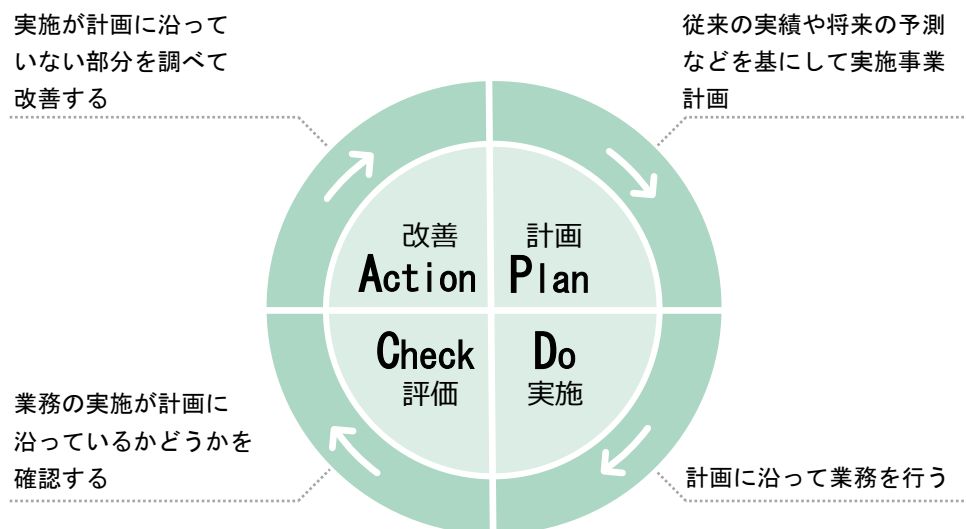 実施が計画に沿って
いない部分を調べて
改善する
従来の実績や将来の予測
などを基にして実施事業
計画
改善
Action
計画
Plan
Check
評価
Do
実施
業務の実施が計画に
沿っているかどうかを
確認する
計画に沿って業務を行う